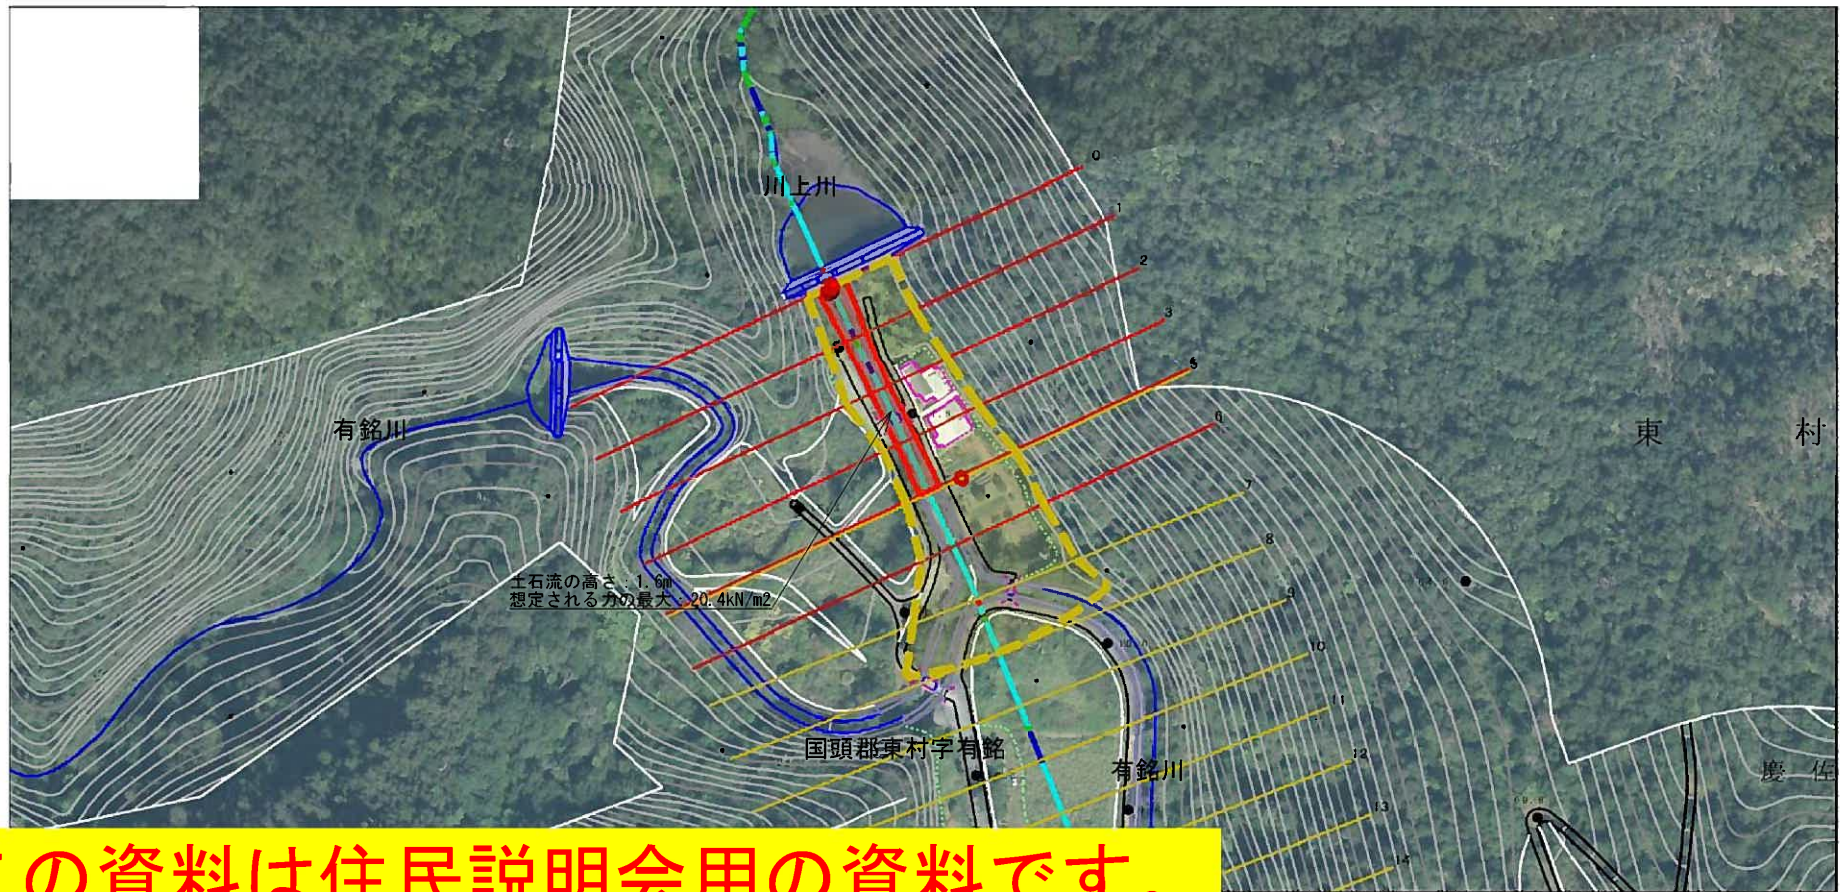 0
川上川
1
2
3
5
6
有銘川
東 村
7
8
土石流の高さ：1.6m
想定される力の最大：20.4kN/m2
9
10
11
国頭郡東村字有銘
有銘川
12
慶 佐
13
69.8
の資料は住民説明会用の資料です。
14